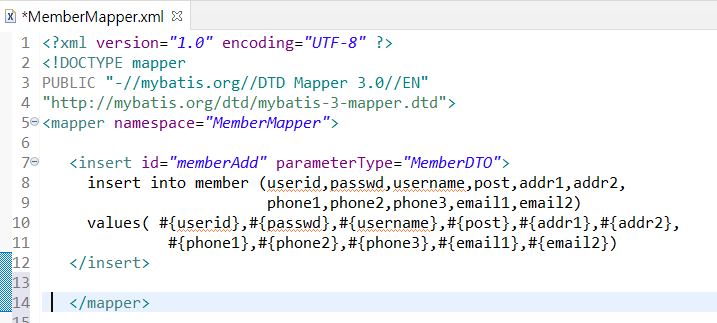 *MemberMapper.xml
1 <?xml version="1.0" encoding="UTF-8" ?>
2 <!DOCTYPE mapper
3 PUBLIC "-//mybatis.org//DTD Mapper 3.0//EN"
4 "http://mybatis.org/dtd/mybatis-3-mapper.dtd">
5 <mapper namespace="MemberMapper">
6
7 <insert id="memberAdd" parameterType="MemberDTO">
8 insert into member (userid,passwd,username,post,addr1,addr2,
9 phone1,phone2,phone3,email1,email2)
10 values( #{userid},#{passwd},#{username},#{post},#{addr1},#{addr2},
11 #{phone1},#{phone2},#{phone3},#{email1},#{email2})
12 </insert>
13
14 </mapper>
15